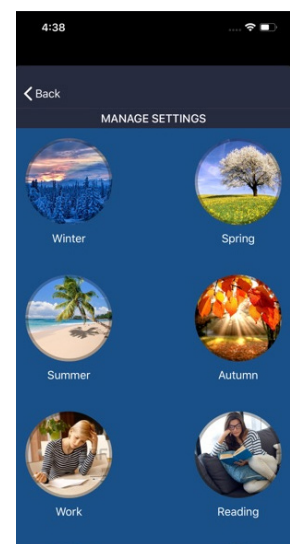 4:38
Back
MANAGE SETTINGS
Winter
Spring
Summer
Autumn
Work
Reading